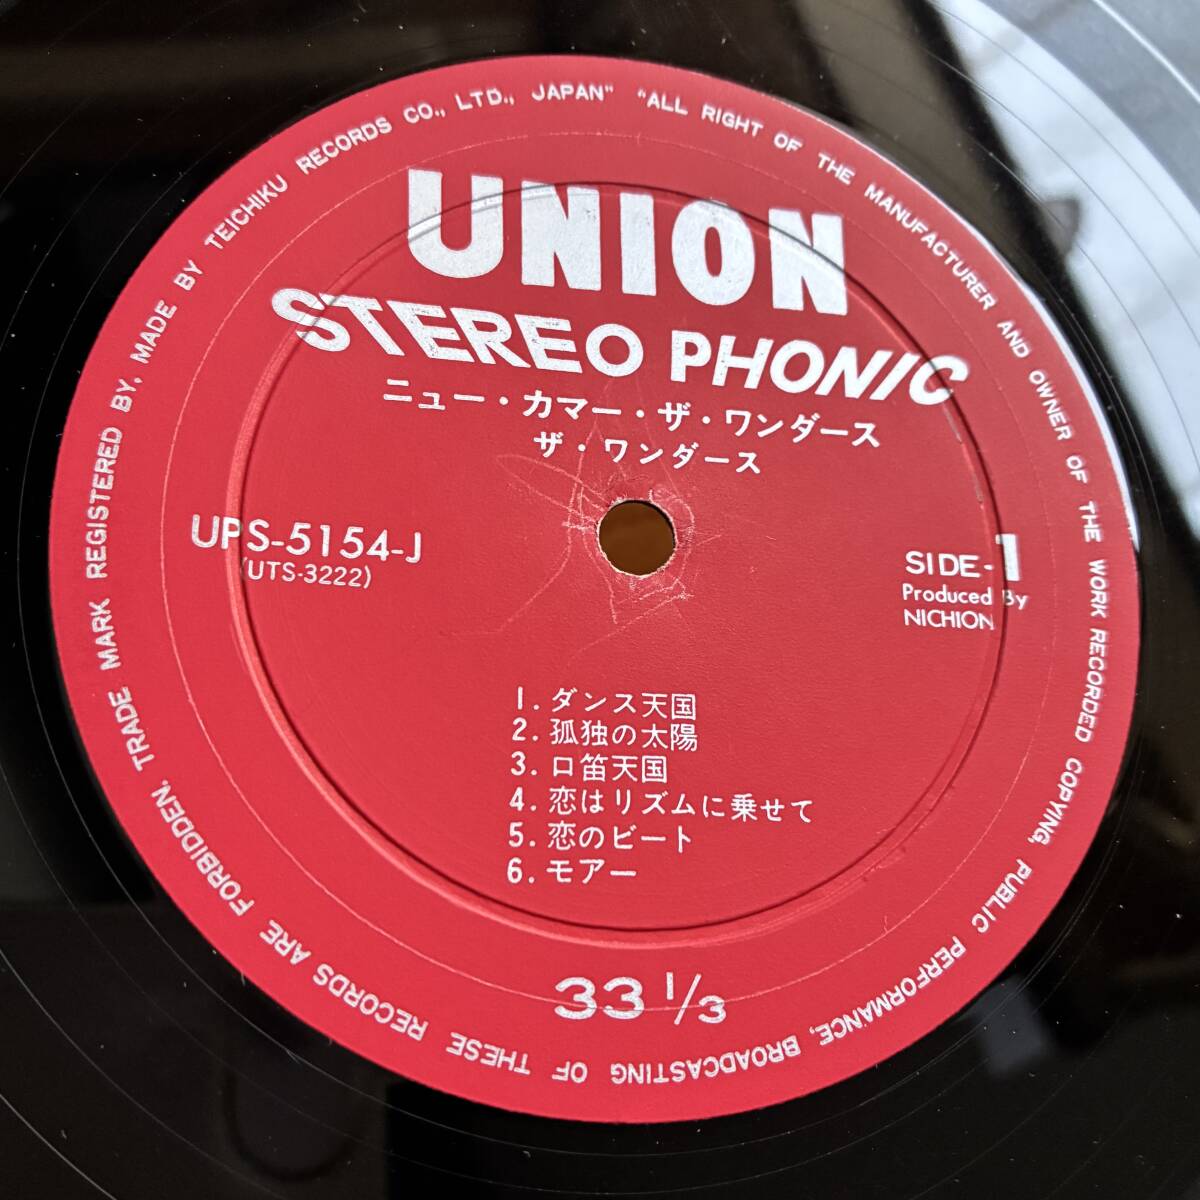 UNION
STEREO PHONIC
ニュー・カマー・ザ・ワンダース
ザ・ワンダース
UPS-5154-J
(UTS-3222)
SIDE-1
Produced By
NICHION
1. ダンス天国
2. 孤独の太陽
3. 口笛天国
4. 恋はリズムに乗せて
5. 恋のビート
6. モアー
33 1/3
"ALL RIGHT OF THE MANUFACTURER AND OWNER OF THE WORK RECORDED COPYING, PUBLIC PERFORMANCE, BROADCASTING OF THESE RECORDS ARE FORBIDDEN, TRADE MARK REGISTERED BY, MADE BY TEICHIKU RECORDS CO., LTD., JAPAN"